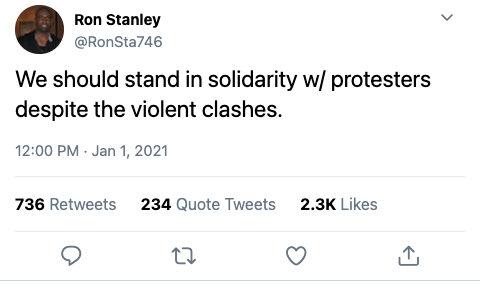 Ron Stanley
@RonSta746
We should stand in solidarity w/ protesters
despite the violent clashes.
12:00 PM · Jan 1, 2021
736 Retweets 234 Quote Tweets 2.3K Likes